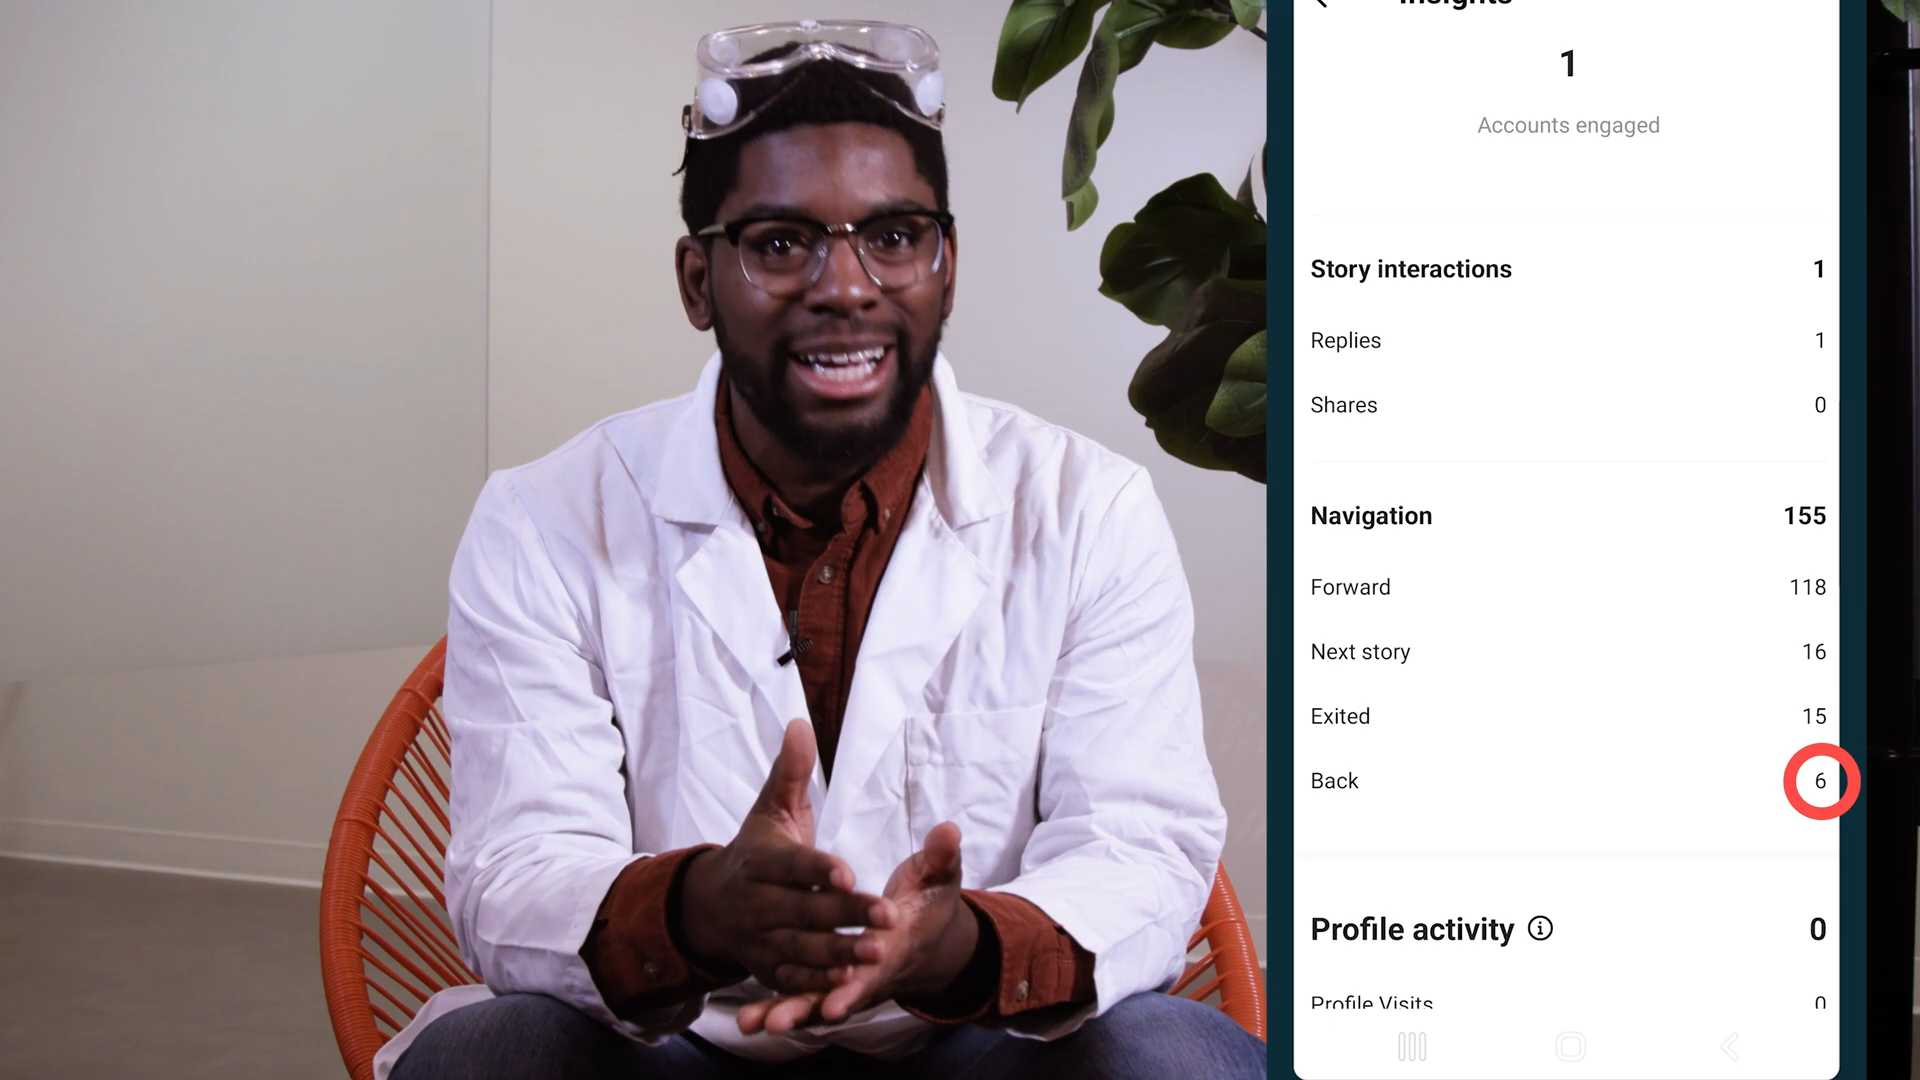 Insights
1
Accounts engaged
Story interactions 1
Replies 1
Shares 0
Navigation 155
Forward 118
Next story 16
Exited 15
Back 6
Profile activity 0
Profile Visits 0